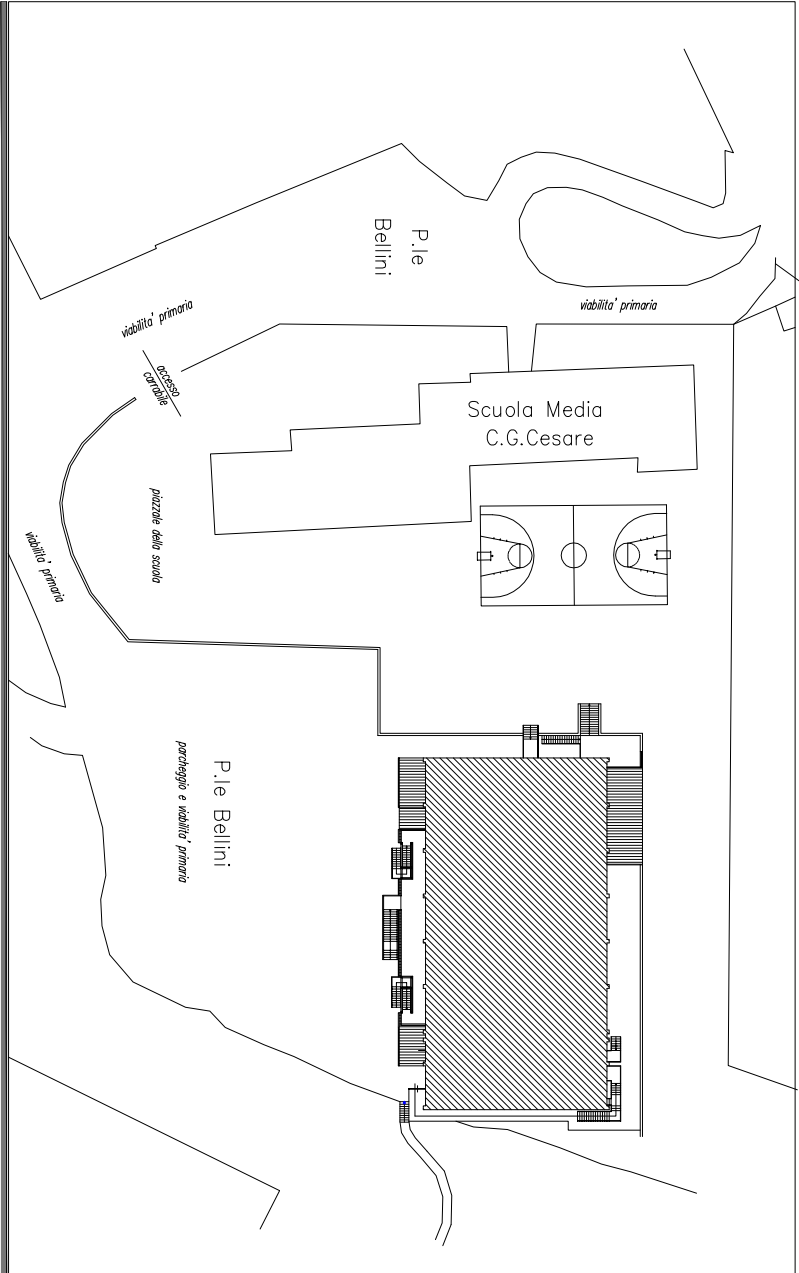 P.le
Bellini
viabilita' primaria
viabilita' primaria
accesso
carrabile
Scuola Media
C.G.Cesare
piazzale della scuola
viabilita' primaria
P.le Bellini
parcheggio e viabilita' primaria